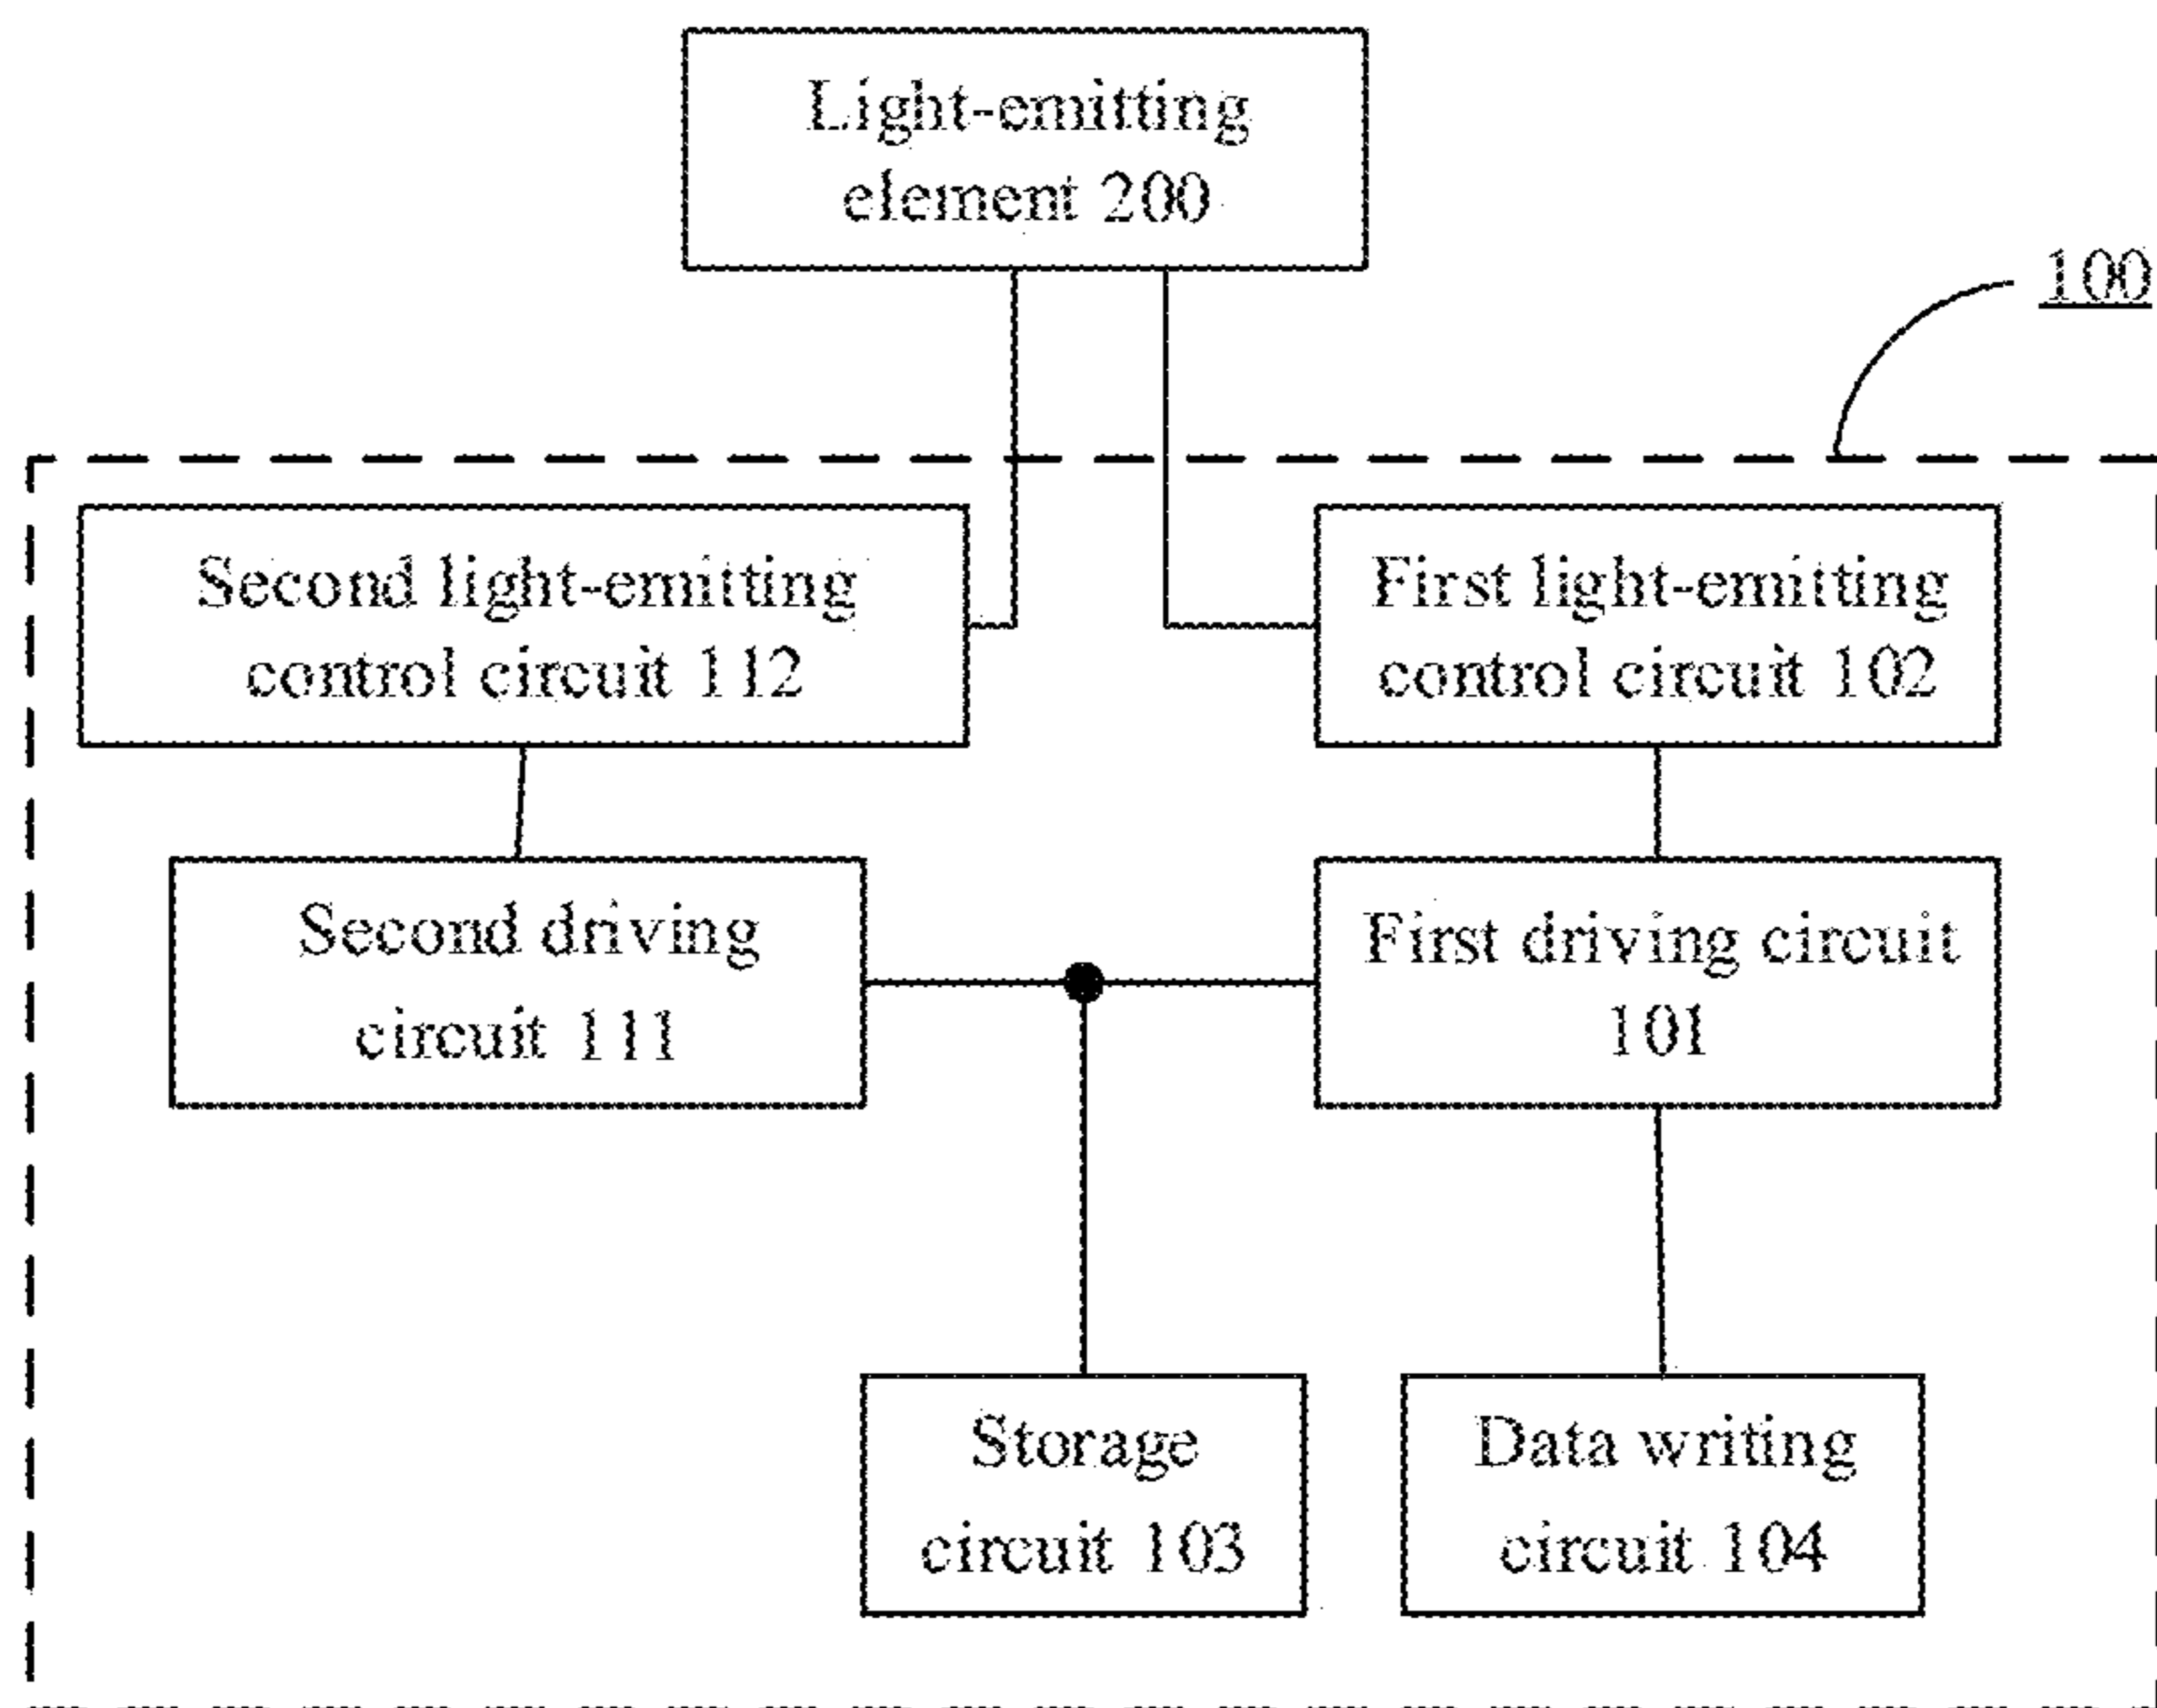 Light-emitting
element 200
100
Second light-emitting
control circuit 112
First light-emitting
control circuit 102
Second driving
circuit 111
First driving circuit
101
Storage
circuit 103
Data writing
circuit 104